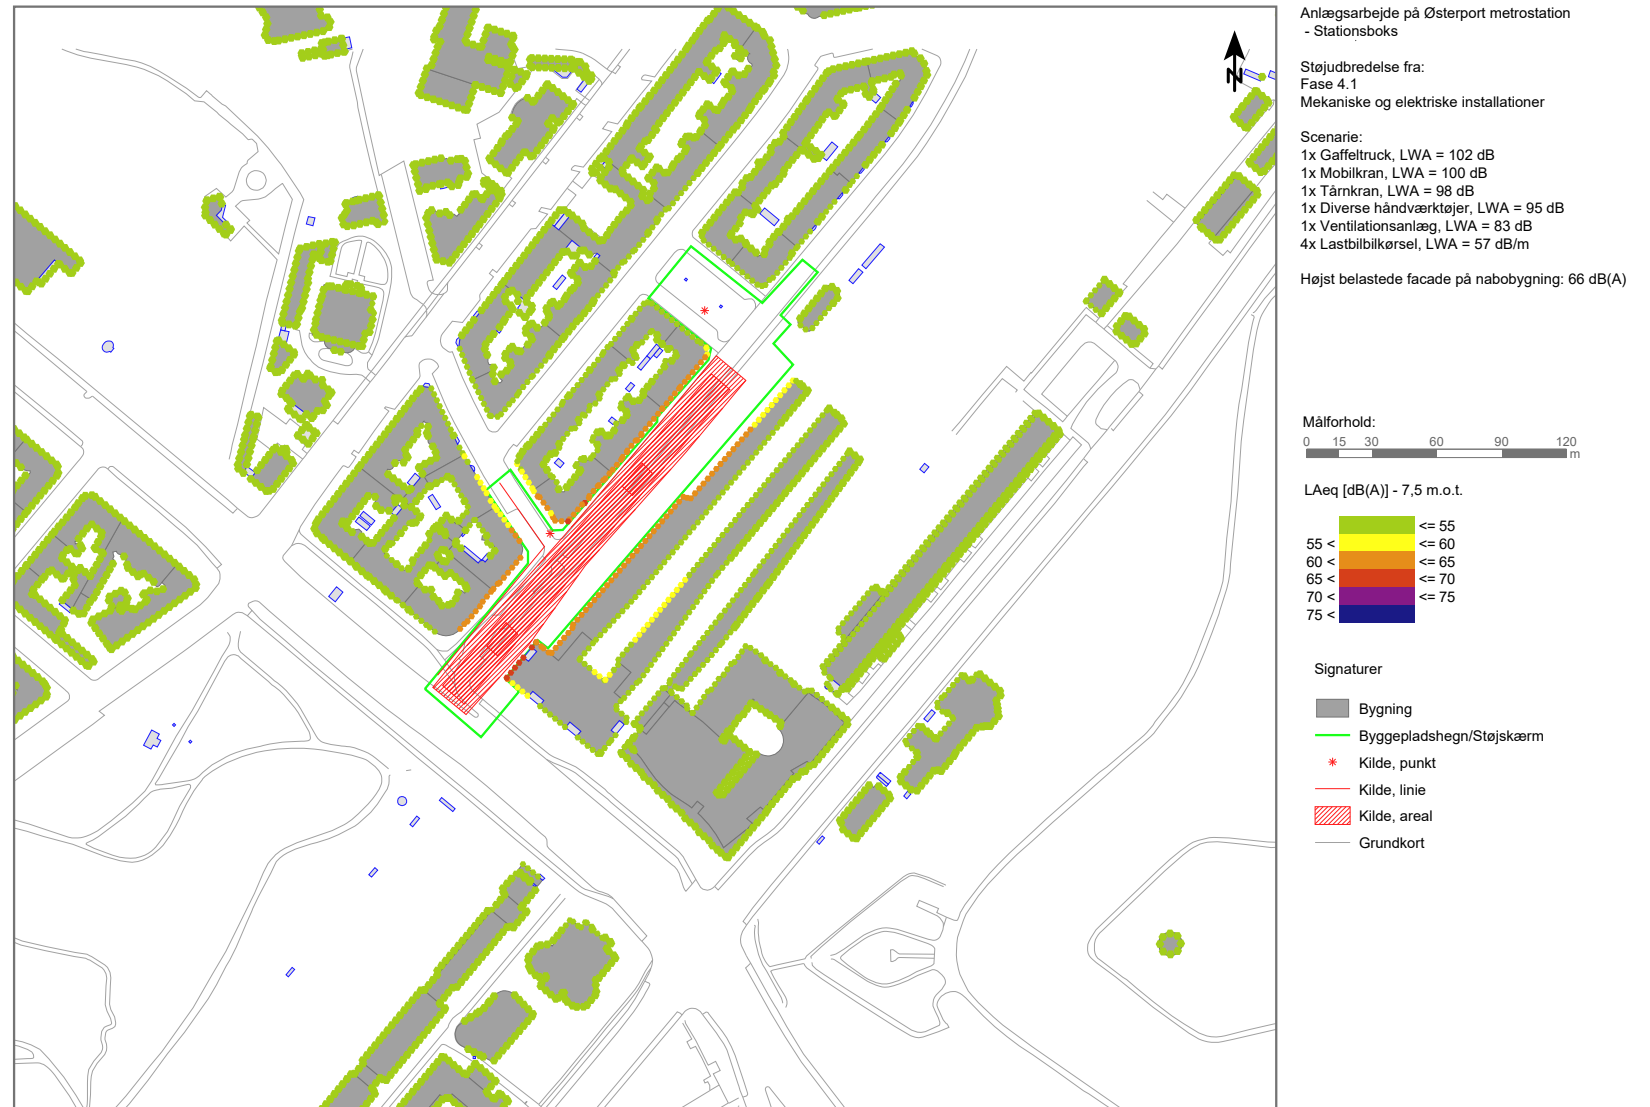 Anlægsarbejde på Østerport metrostation
- Stationsboks
Støjudbredelse fra:
Fase 4.1
Mekaniske og elektriske installationer
Scenarie:
1x Gaffeltruck, LWA = 102 dB
1x Mobilkran, LWA = 100 dB
1x Tårnkran, LWA = 98 dB
1x Diverse håndværktøjer, LWA = 95 dB
1x Ventilationsanlæg, LWA = 83 dB
4x Lastbilbilkørsel, LWA = 57 dB/m
Højst belastede facade på nabobygning: 66 dB(A)
N
Målforhold:
0 15 30 60 90 120
m
LAeq [dB(A)] - 7,5 m.o.t.
<= 55
55 < <= 60
60 < <= 65
65 < <= 70
70 < <= 75
75 <
Signaturer
Bygning
Byggepladshegn/Støjskærm
Kilde, punkt
Kilde, linie
Kilde, areal
Grundkort